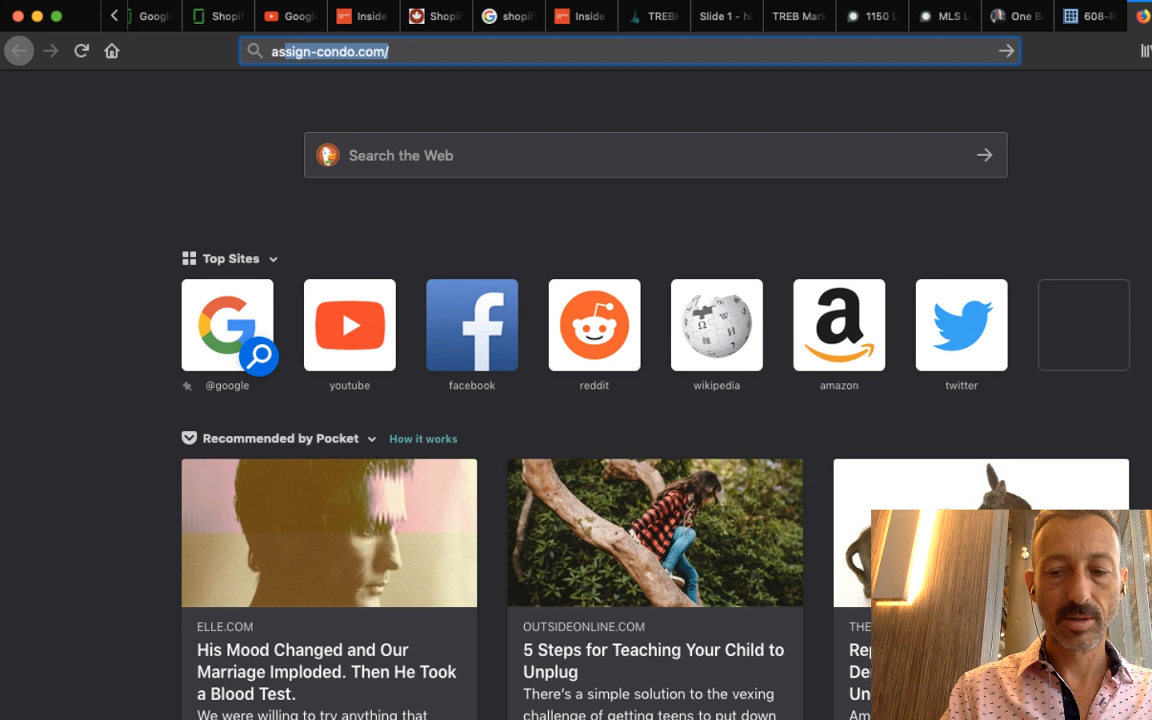 Google
Shopif
Googl
Inside
Shopif
shopif
Inside
TREB
Slide 1 - hi
TREB Mar
1150 L
MLS L
One B
608-R
assign-condo.com/
Search the Web
Top Sites
@google
youtube
facebook
reddit
wikipedia
amazon
twitter
Recommended by Pocket How it works
ELLE.COM
His Mood Changed and Our
Marriage Imploded. Then He Took
a Blood Test.
We were willing to try anything that
OUTSIDEONLINE.COM
5 Steps for Teaching Your Child to
Unplug
There's a simple solution to the vexing
challenge of getting teens to put down
THE
Rep
De
Un
Am